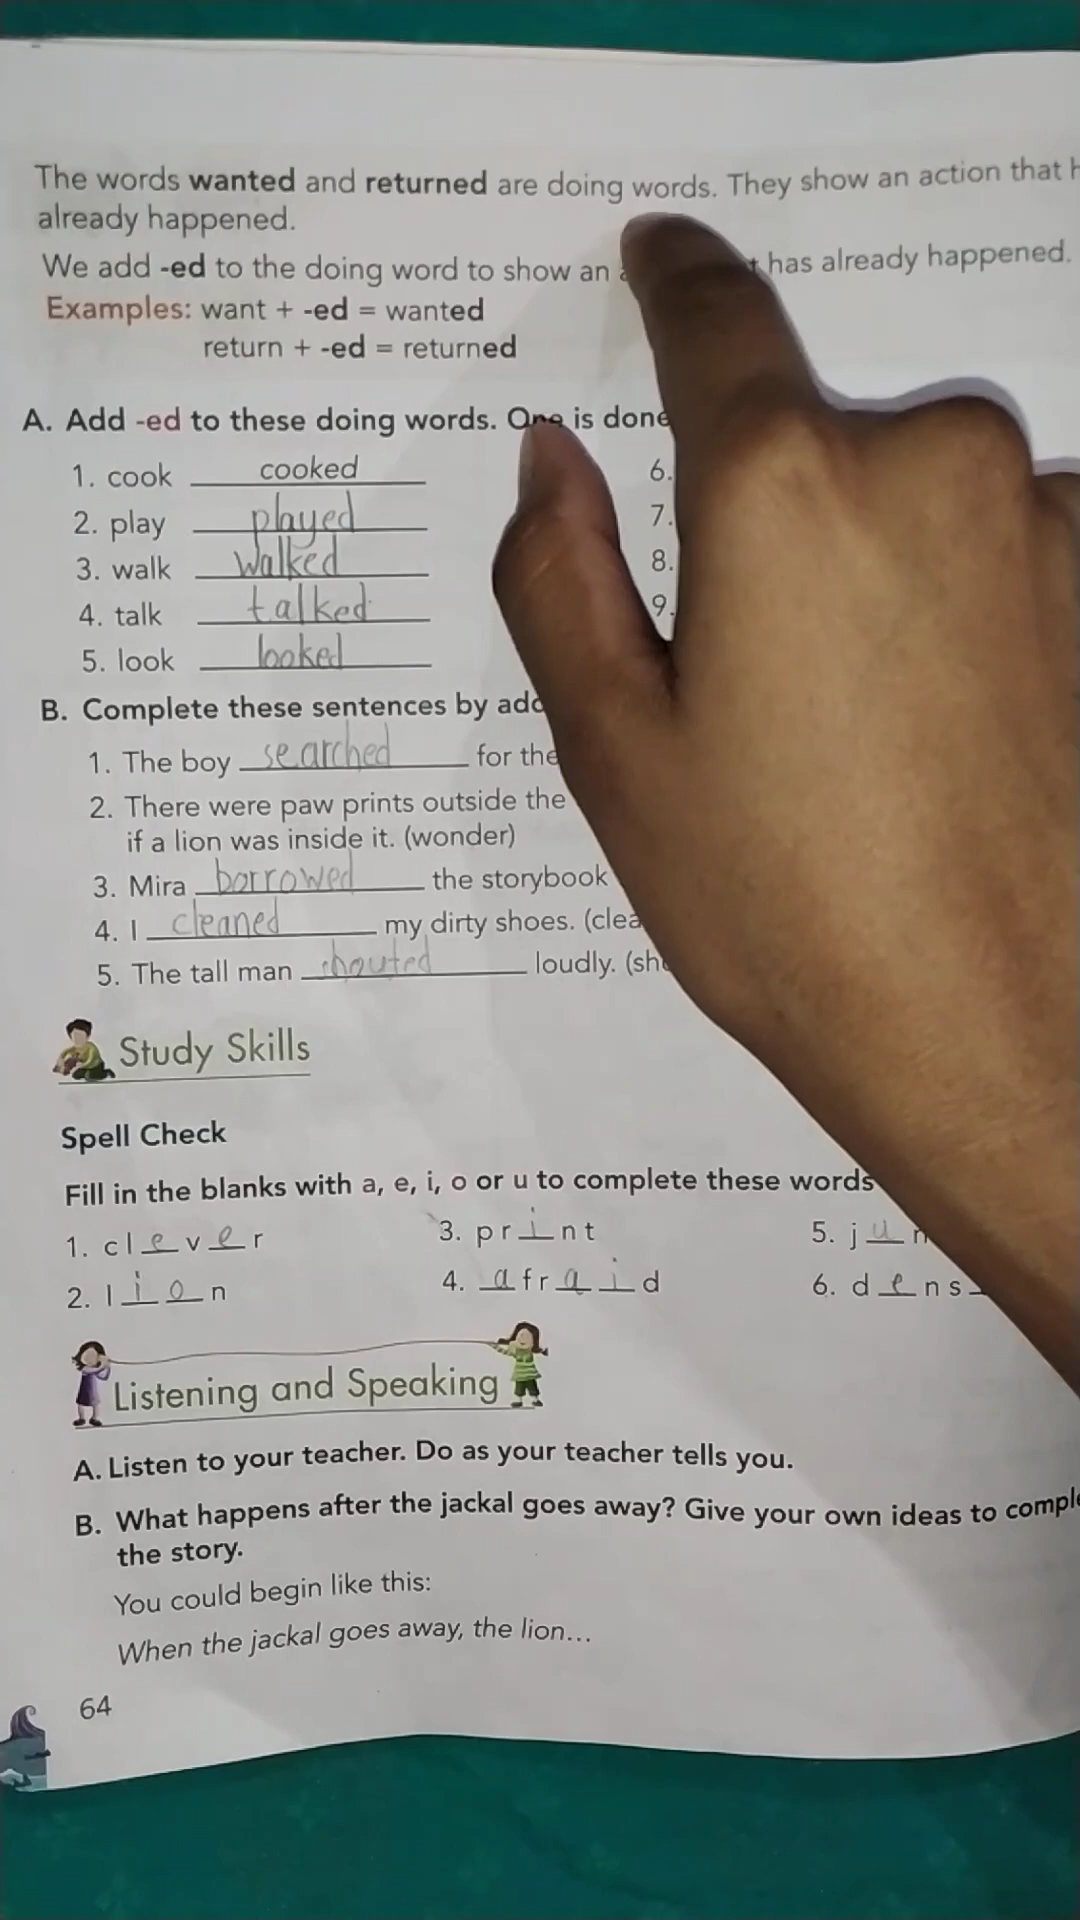 The words wanted and returned are doing words. They show an action that
already happened.
We add -ed to the doing word to show an has already happened.
Examples: want + -ed = wanted
return + -ed = returned
A. Add -ed to these doing words. One is done
1. cook cooked
2. play played
3. walk walked
4. talk talked
5. look looked
6.
7.
8.
9.
B. Complete these sentences by
1. The boy searched for the
2. There were paw prints outside the
if a lion was inside it. (wonder)
3. Mira borrowed the storybook
4. I cleaned my dirty shoes.
5. The tall man shouted loudly.
Study Skills
Spell Check
Fill in the blanks with a, e, i, o or u to complete these words
1. clever
2. lion
3. print
4. afraid
5. ju
6. dens
Listening and Speaking
A. Listen to your teacher. Do as your teacher tells you.
B. What happens after the jackal goes away? Give your own ideas to
the story.
You could begin like this:
When the jackal goes away, the lion...
64